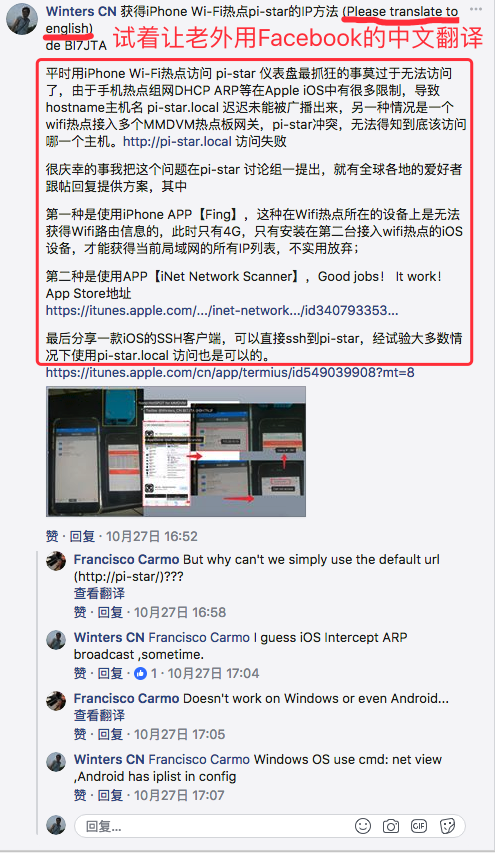 Winters CN 获得iPhone Wi-Fi热点pi-star的IP方法 (Please translate to
english)
de BI7JTA
试着让老外用Facebook的中文翻译
平时用iPhone Wi-Fi热点访问 pi-star 仪表盘最抓狂的事莫过于无法访问
了，由于手机热点组网DHCP ARP等在Apple iOS中有很多限制，导致
hostname主机名 pi-star.local 迟迟未能被广播出来，另一种情况是一个
wifi热点接入多个MMDVM热点板网关，pi-star冲突，无法得知到底该访问
哪一个主机。http://pi-star.local 访问失败
很庆幸的事我把这个问题在pi-star 讨论组一提出，就有全球各地的爱好者
跟帖回复提供方案，其中
第一种是使用iPhone APP【Fing】，这种在Wifi热点所在的设备上是无法
获得Wifi路由信息的，此时只有4G，只有安装在第二台接入wifi热点的iOS
设备，才能获得当前局域网的所有IP列表，不实用放弃；
第二种是使用APP【iNet Network Scanner】，Good jobs！ It work！
App Store地址
https://itunes.apple.com/.../inet-network.../id340793353...
最后分享一款iOS的SSH客户端，可以直接ssh到pi-star，经试验大多数情
况下使用pi-star.local 访问也是可以的。
https://itunes.apple.com/cn/app/termius/id549039908?mt=8
赞 · 回复 · 10月27日 16:52
Francisco Carmo But why can't we simply use the default url
(http://pi-star/)???
查看翻译
赞 · 回复 · 10月27日 16:58
Winters CN Francisco Carmo I guess iOS Intercept ARP
broadcast ,sometime.
赞 · 回复 · 1 · 10月27日 17:04
Francisco Carmo Doesn't work on Windows or even Android...
查看翻译
赞 · 回复 · 10月27日 17:05
Winters CN Francisco Carmo Windows OS use cmd: net view
,Android has iplist in config
赞 · 回复 · 10月27日 17:07
回复...
GIF